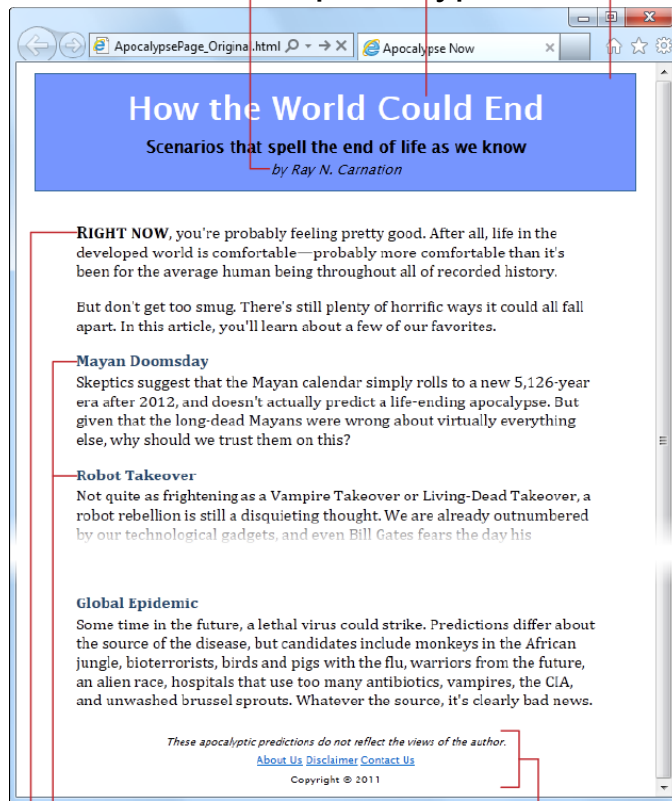 ApocalypsePage_Original.html
Apocalypse Now
How the World Could End
Scenarios that spell the end of life as we know
by Ray N. Carnation
RIGHT NOW, you're probably feeling pretty good. After all, life in the
developed world is comfortable—probably more comfortable than it's
been for the average human being throughout all of recorded history.
But don't get too smug. There's still plenty of horrific ways it could all fall
apart. In this article, you'll learn about a few of our favorites.
Mayan Doomsday
Skeptics suggest that the Mayan calendar simply rolls to a new 5,126-year
era after 2012, and doesn't actually predict a life-ending apocalypse. But
given that the long-dead Mayans were wrong about virtually everything
else, why should we trust them on this?
Robot Takeover
Not quite as frightening as a Vampire Takeover or Living-Dead Takeover, a
robot rebellion is still a disquieting thought. We are already outnumbered
by our technological gadgets, and even Bill Gates fears the day his
Global Epidemic
Some time in the future, a lethal virus could strike. Predictions differ about
the source of the disease, but candidates include monkeys in the African
jungle, bioterrorists, birds and pigs with the flu, warriors from the future,
an alien race, hospitals that use too many antibiotics, vampires, the CIA,
and unwashed brussel sprouts. Whatever the source, it's clearly bad news.
These apocalyptic predictions do not reflect the views of the author.
About Us Disclaimer Contact Us
Copyright © 2011